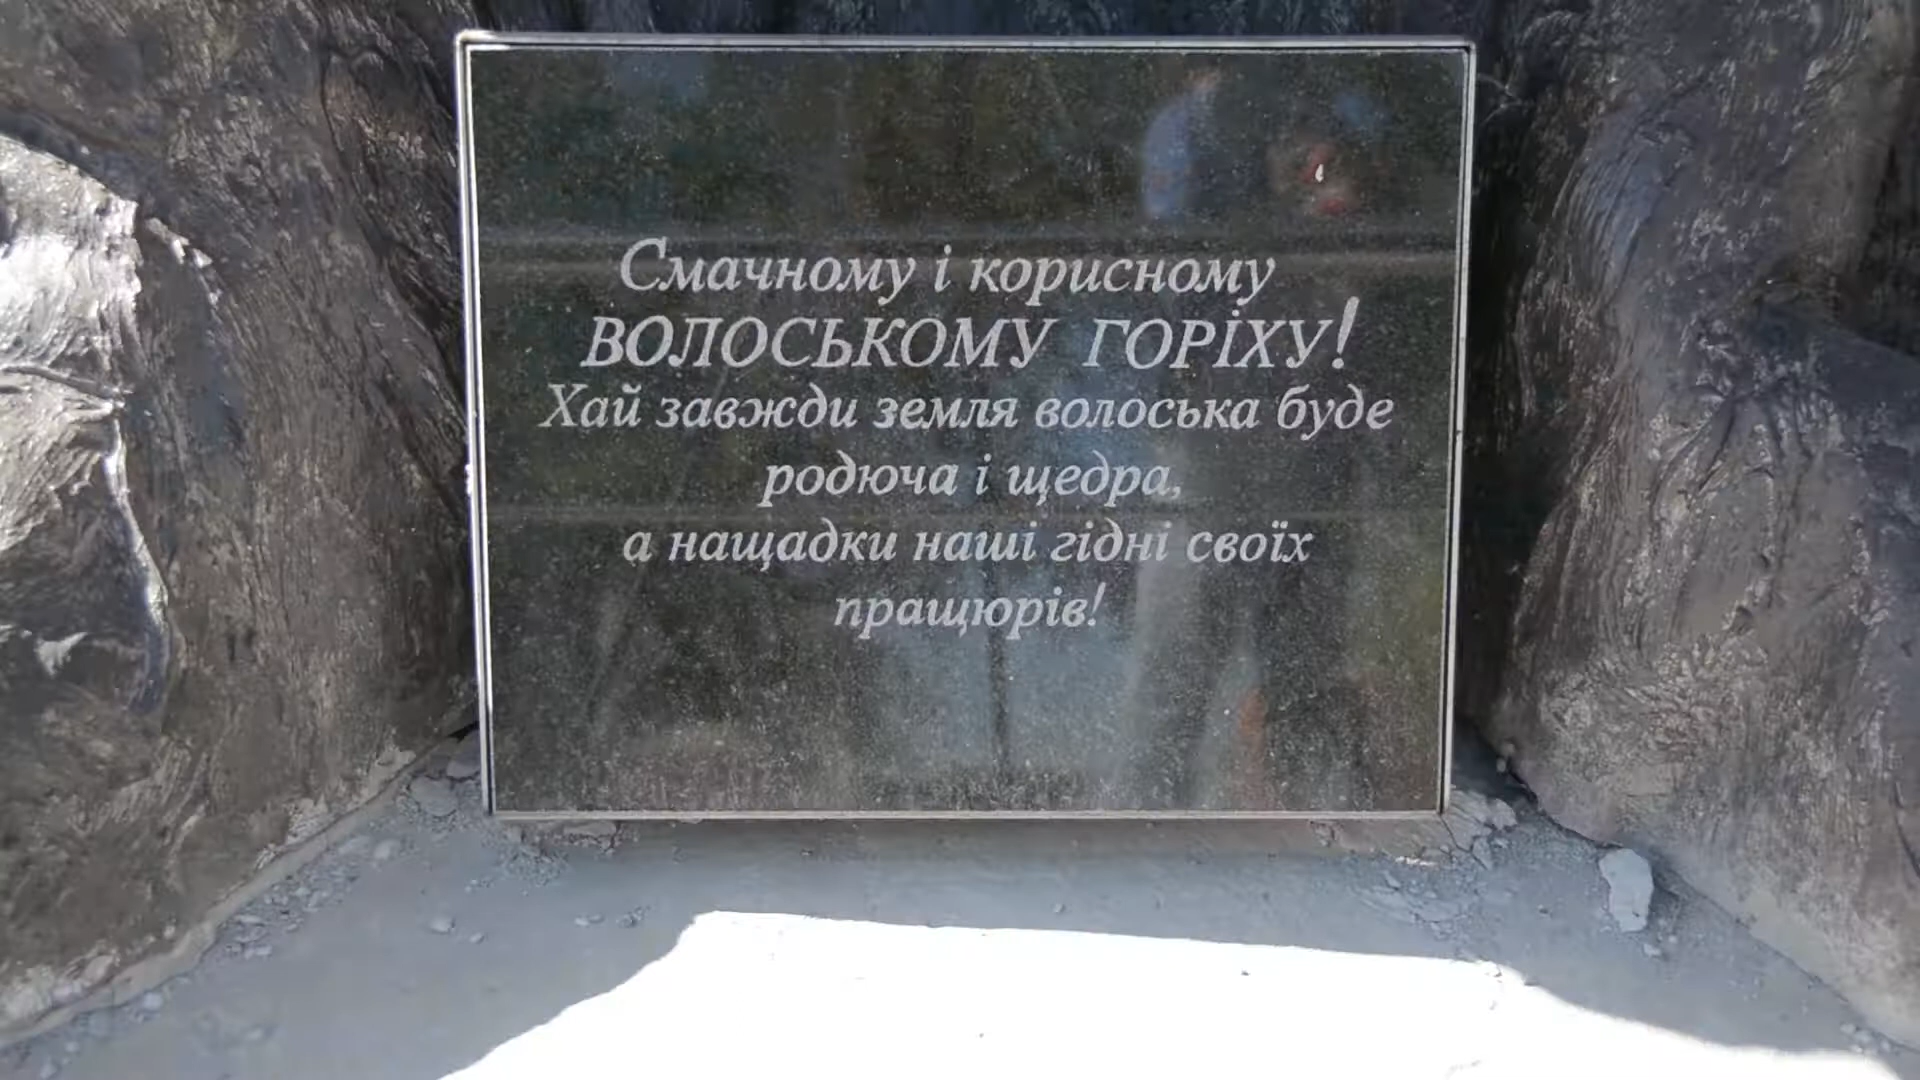 Смачному і корисному
ВОЛОСЬКОМУ ГОРІХУ!
Хай завжди земля волоська буде
родюча і щедра,
а нащадки наші гідні своїх
пращюрів!